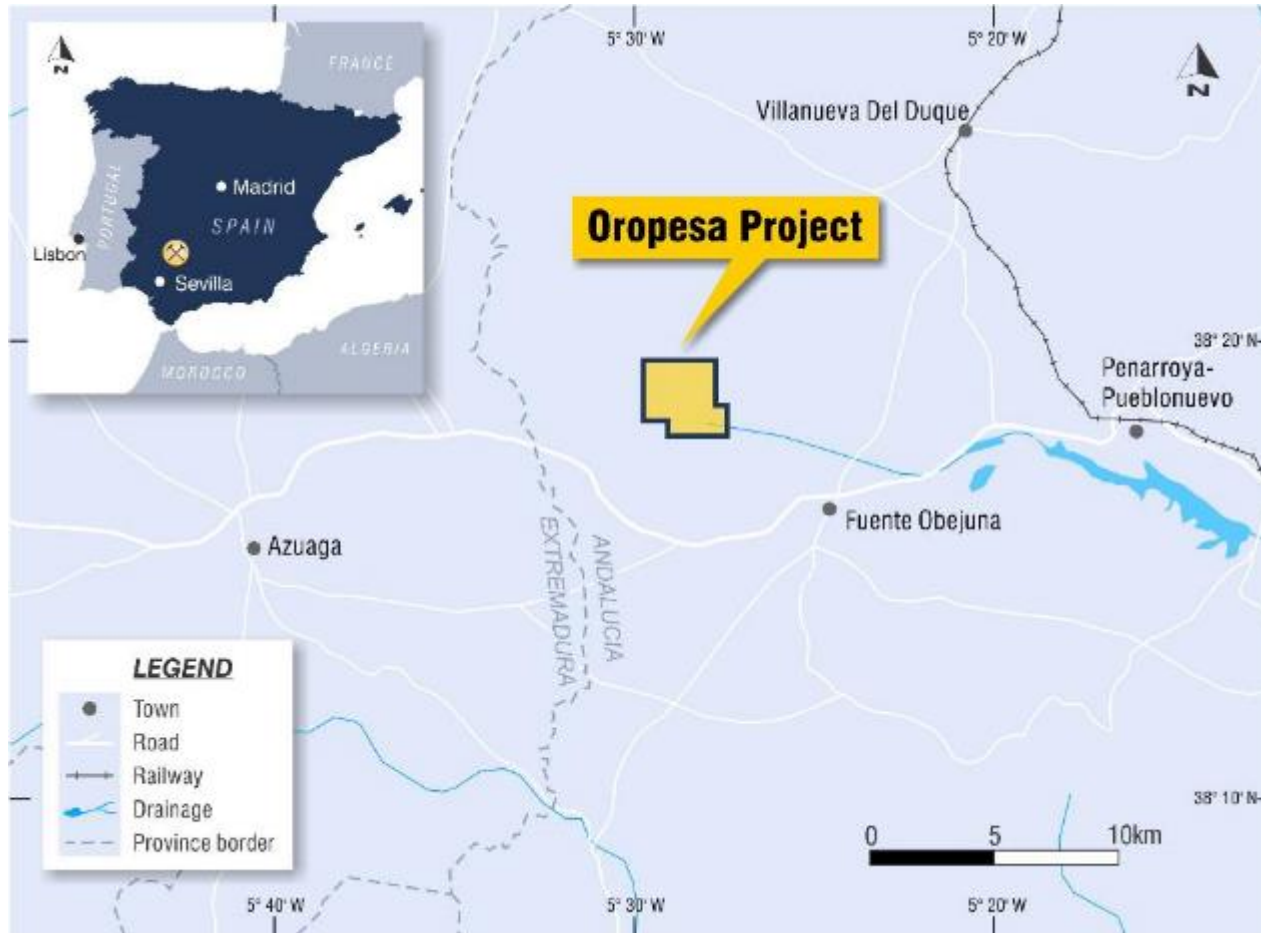 5° 30' W
5° 20' W
N
FRANCE
N
Villanueva Del Duque
PORTUGAL
Madrid
SPAIN
Oropesa Project
Lisbon
Sevilla
ALGERIA
MOROCCO
38° 20' N
Penarroya-
Pueblonuevo
Fuente Obejuna
Azuaga
ANDALUCIA
EXTREMADURA
LEGEND
Town
Road
Railway
Drainage
Province border
38° 10' N
0 5 10km
5° 40' W
5° 30' W
5° 20' W